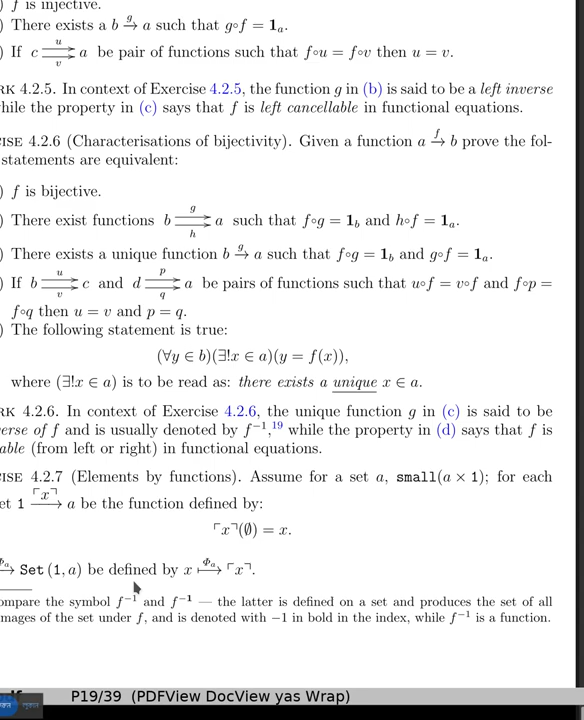 ) f is injective.
) There exists a b →^g a such that g∘f = 𝟏ₐ.
) If c ⇉^u_v a be pair of functions such that f∘u = f∘v then u = v.
RK 4.2.5. In context of Exercise 4.2.5, the function g in (b) is said to be a left inverse
hile the property in (c) says that f is left cancellable in functional equations.
ISE 4.2.6 (Characterisations of bijectivity). Given a function a →^f b prove the fol-
statements are equivalent:
) f is bijective.
) There exist functions b ⇉^g_h a such that f∘g = 𝟏_b and h∘f = 𝟏ₐ.
) There exists a unique function b →^g a such that f∘g = 𝟏_b and g∘f = 𝟏ₐ.
) If b ⇉^u_v c and d ⇉^p_q a be pairs of functions such that u∘f = v∘f and f∘p =
f∘q then u = v and p = q.
) The following statement is true:
(∀y ∈ b)(∃!x ∈ a)(y = f(x)),
where (∃!x ∈ a) is to be read as: there exists a unique x ∈ a.
RK 4.2.6. In context of Exercise 4.2.6, the unique function g in (c) is said to be
erse of f and is usually denoted by f⁻¹,¹⁹ while the property in (d) says that f is
able (from left or right) in functional equations.
ISE 4.2.7 (Elements by functions). Assume for a set a, small(a × 1); for each
et 1 →^⌜x⌝ a be the function defined by:
⌜x⌝(∅) = x.
→^Φₐ Set (1, a) be defined by x ↦^Φₐ ⌜x⌝.
ompare the symbol f⁻¹ and f⁻¹ — the latter is defined on a set and produces the set of all
mages of the set under f, and is denoted with −1 in bold in the index, while f⁻¹ is a function.
P19/39 (PDFView DocView yas Wrap)